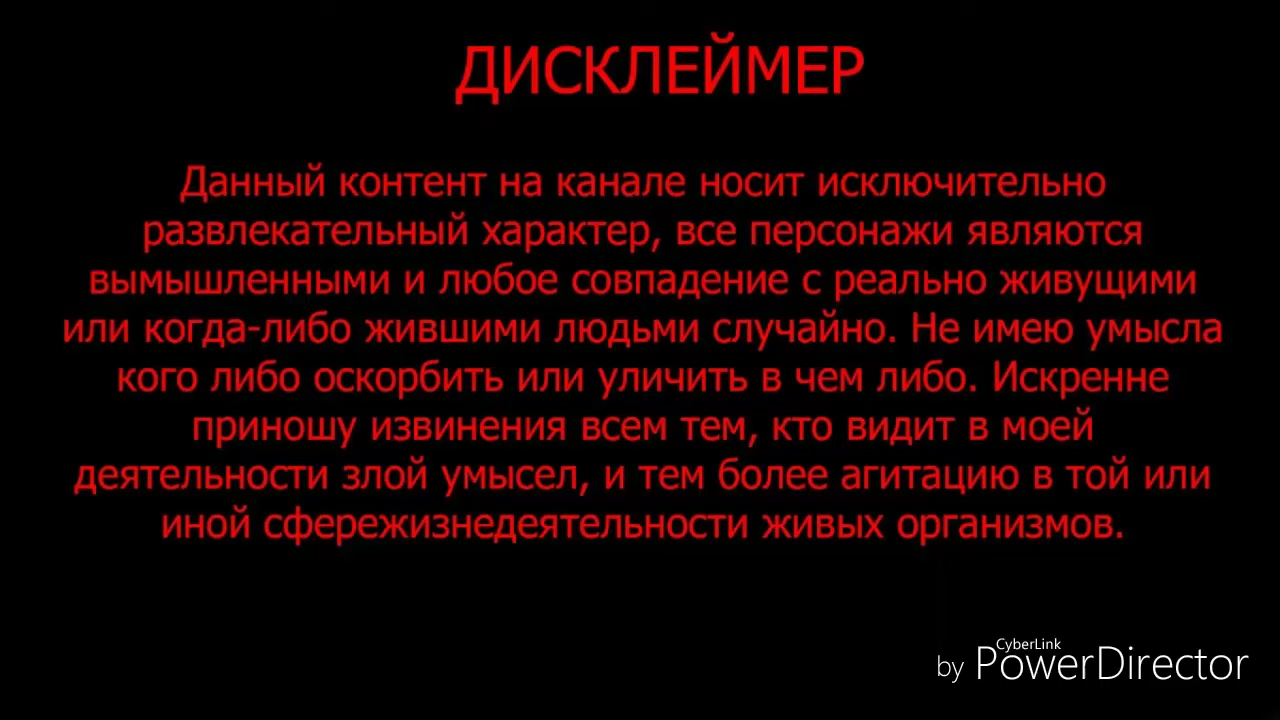 ДИСКЛЕЙМЕР
Данный контент на канале носит исключительно
развлекательный характер, все персонажи являются
вымышленными и любое совпадение с реально живущими
или когда-либо жившими людьми случайно. Не имею умысла
кого либо оскорбить или уличить в чем либо. Искренне
приношу извинения всем тем, кто видит в моей
деятельности злой умысел, и тем более агитацию в той или
иной сфережизнедеятельности живых организмов.
CyberLink
by PowerDirector